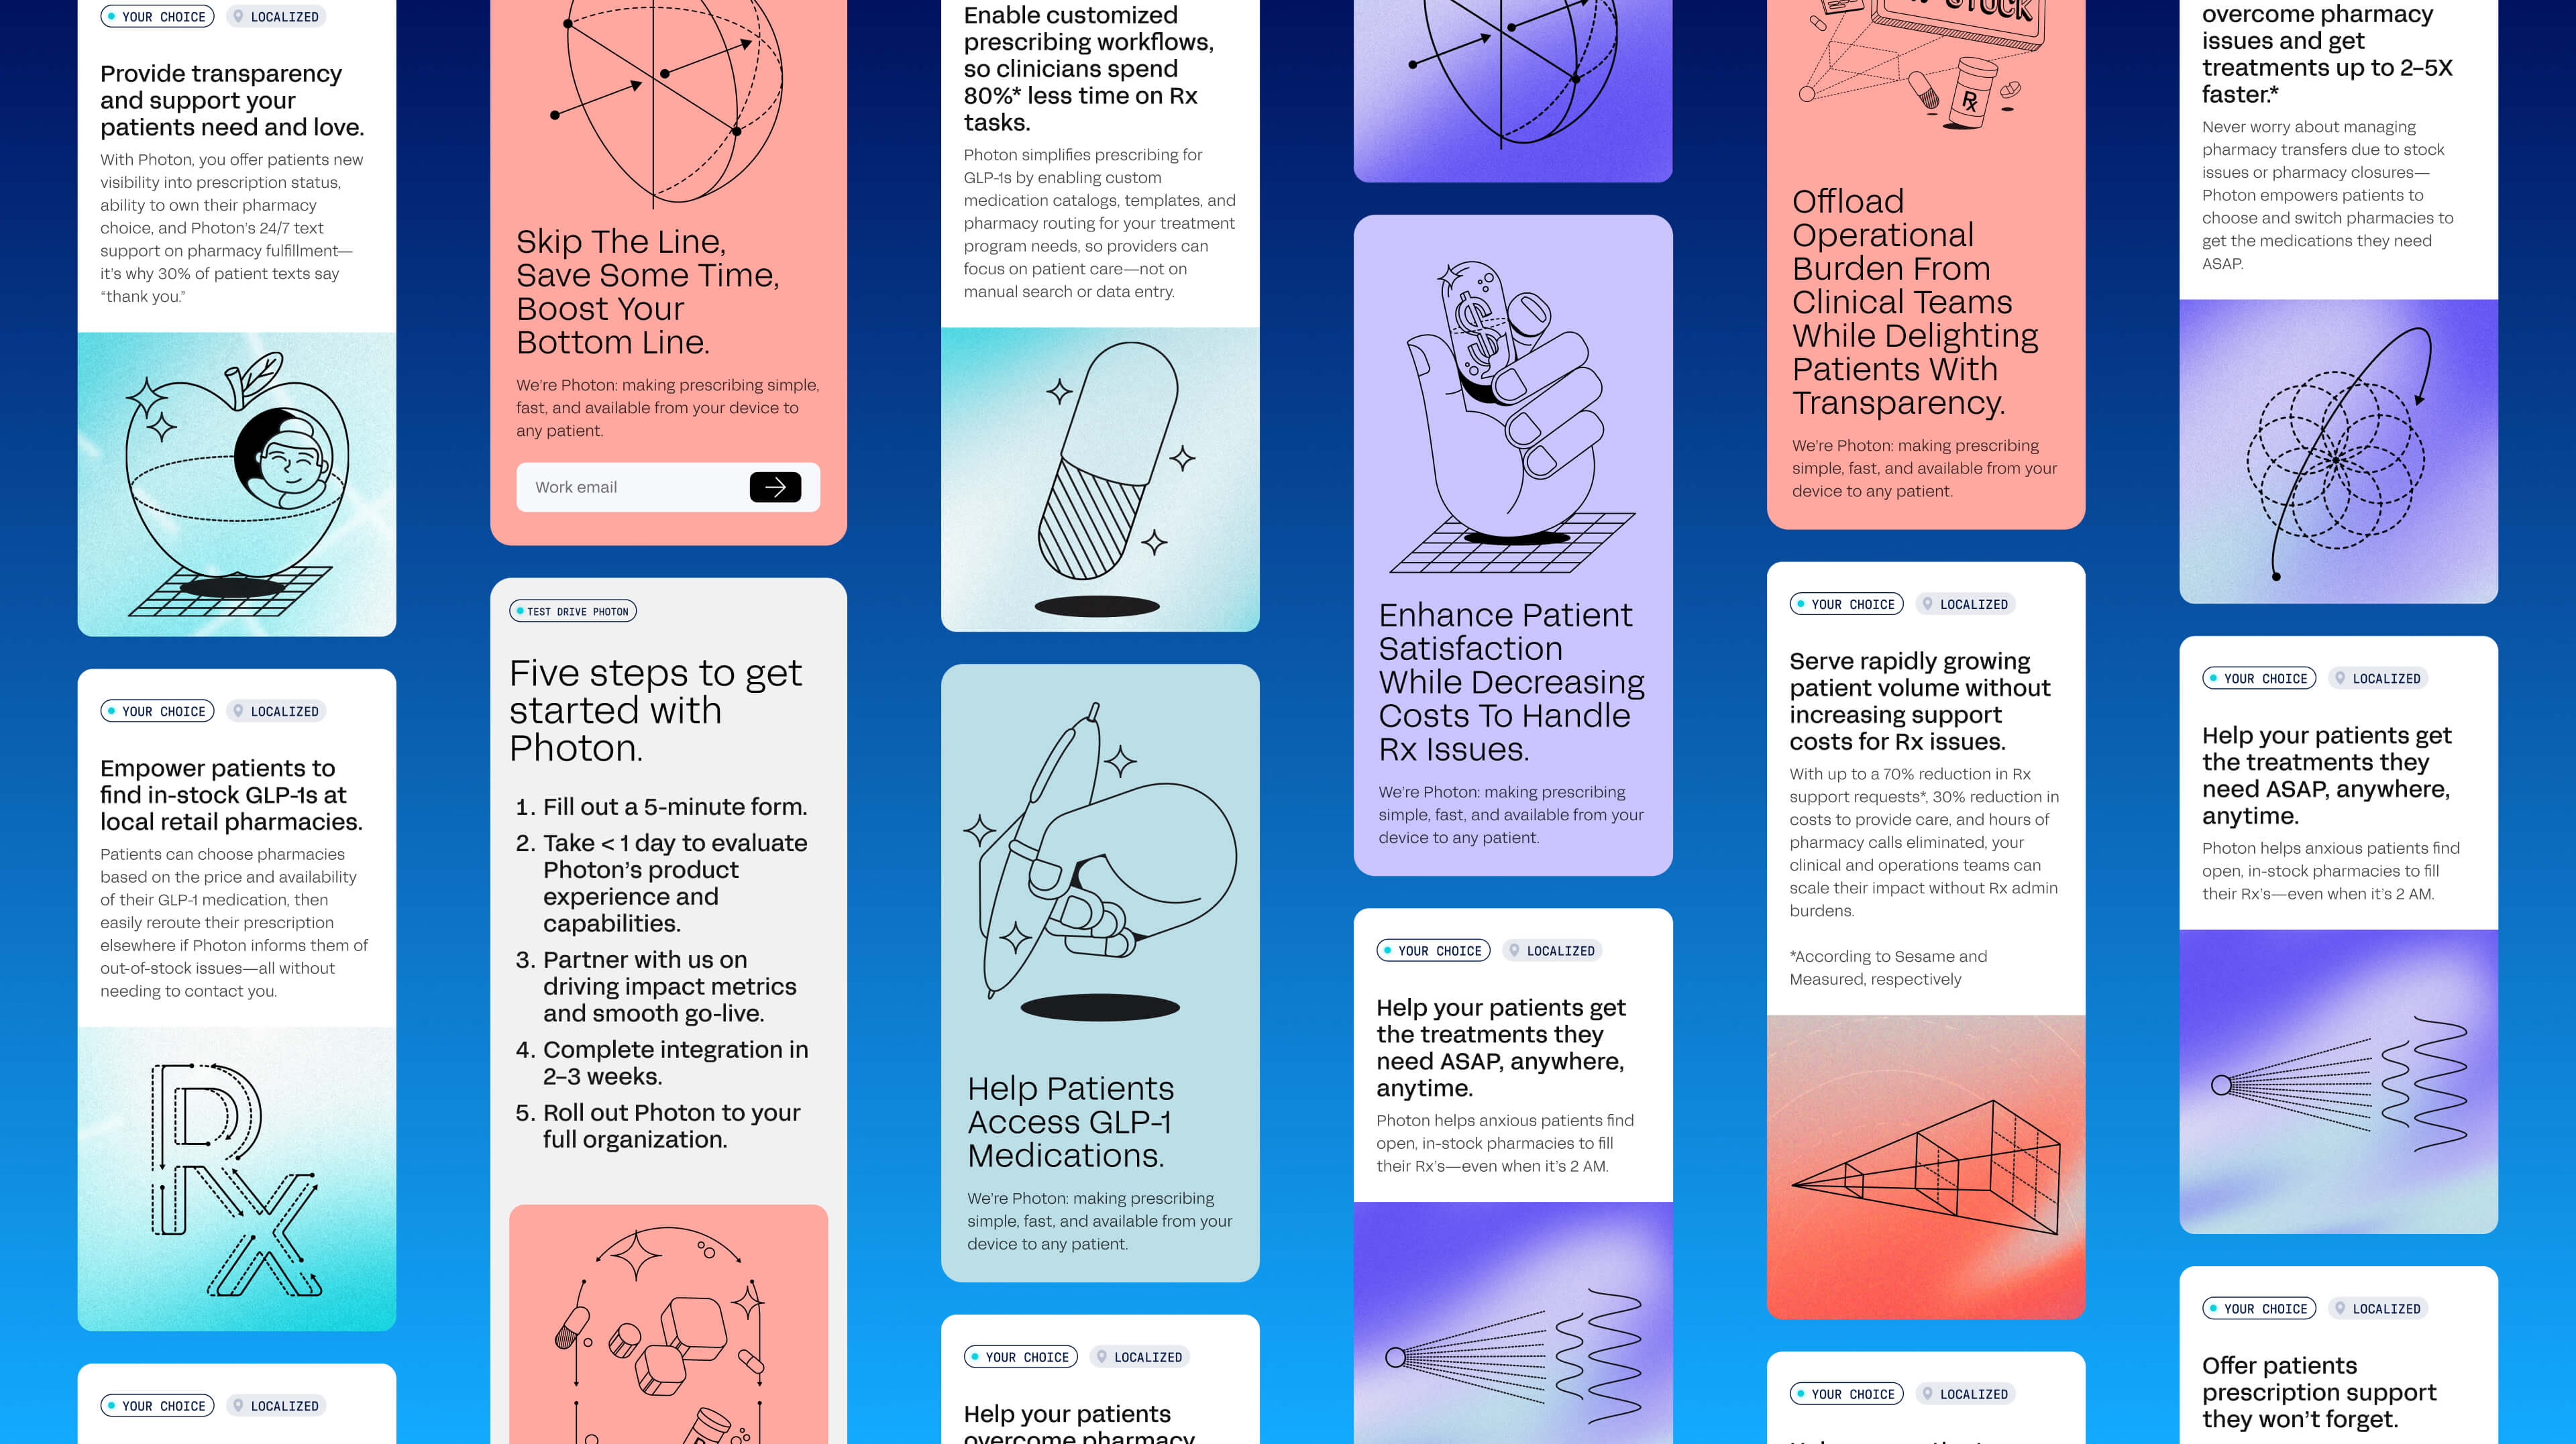 YOUR CHOICE
LOCALIZED
Provide transparency
and support your
patients need and love.
With Photon, you offer patients new
visibility into prescription status,
ability to own their pharmacy
choice, and Photon’s 24/7 text
support on pharmacy fulfillment—
it’s why 30% of patient texts say
“thank you.”
YOUR CHOICE
LOCALIZED
Empower patients to
find in-stock GLP-1s at
local retail pharmacies.
Patients can choose pharmacies
based on the price and availability
of their GLP-1 medication, then
easily reroute their prescription
elsewhere if Photon informs them of
out-of-stock issues—all without
needing to contact you.
Rx
YOUR CHOICE
LOCALIZED
Skip The Line,
Save Some Time,
Boost Your
Bottom Line.
We’re Photon: making prescribing simple,
fast, and available from your device to
any patient.
Work email
TEST DRIVE PHOTON
Five steps to get
started with
Photon.
1. Fill out a 5-minute form.
2. Take < 1 day to evaluate
Photon’s product
experience and
capabilities.
3. Partner with us on
driving impact metrics
and smooth go-live.
4. Complete integration in
2–3 weeks.
5. Roll out Photon to your
full organization.
Enable customized
prescribing workflows,
so clinicians spend
80%* less time on Rx
tasks.
Photon simplifies prescribing for
GLP-1s by enabling custom
medication catalogs, templates, and
pharmacy routing for your treatment
program needs, so providers can
focus on patient care—not on
manual search or data entry.
Help Patients
Access GLP-1
Medications.
We’re Photon: making prescribing
simple, fast, and available from your
device to any patient.
YOUR CHOICE
LOCALIZED
Help your patients
overcome pharmacy
$
Enhance Patient
Satisfaction
While Decreasing
Costs To Handle
Rx Issues.
We’re Photon: making prescribing
simple, fast, and available from your
device to any patient.
YOUR CHOICE
LOCALIZED
Help your patients get
the treatments they
need ASAP, anywhere,
anytime.
Photon helps anxious patients find
open, in-stock pharmacies to fill
their Rx’s—even when it’s 2 AM.
STOCK
Rx
Offload
Operational
Burden From
Clinical Teams
While Delighting
Patients With
Transparency.
We’re Photon: making prescribing
simple, fast, and available from your
device to any patient.
YOUR CHOICE
LOCALIZED
Serve rapidly growing
patient volume without
increasing support
costs for Rx issues.
With up to a 70% reduction in Rx
support requests*, 30% reduction in
costs to provide care, and hours of
pharmacy calls eliminated, your
clinical and operations teams can
scale their impact without Rx admin
burdens.
*According to Sesame and
Measured, respectively
YOUR CHOICE
LOCALIZED
overcome pharmacy
issues and get
treatments up to 2–5X
faster.*
Never worry about managing
pharmacy transfers due to stock
issues or pharmacy closures—
Photon empowers patients to
choose and switch pharmacies to
get the medications they need
ASAP.
YOUR CHOICE
LOCALIZED
Help your patients get
the treatments they
need ASAP, anywhere,
anytime.
Photon helps anxious patients find
open, in-stock pharmacies to fill
their Rx’s—even when it’s 2 AM.
YOUR CHOICE
LOCALIZED
Offer patients
prescription support
they won’t forget.